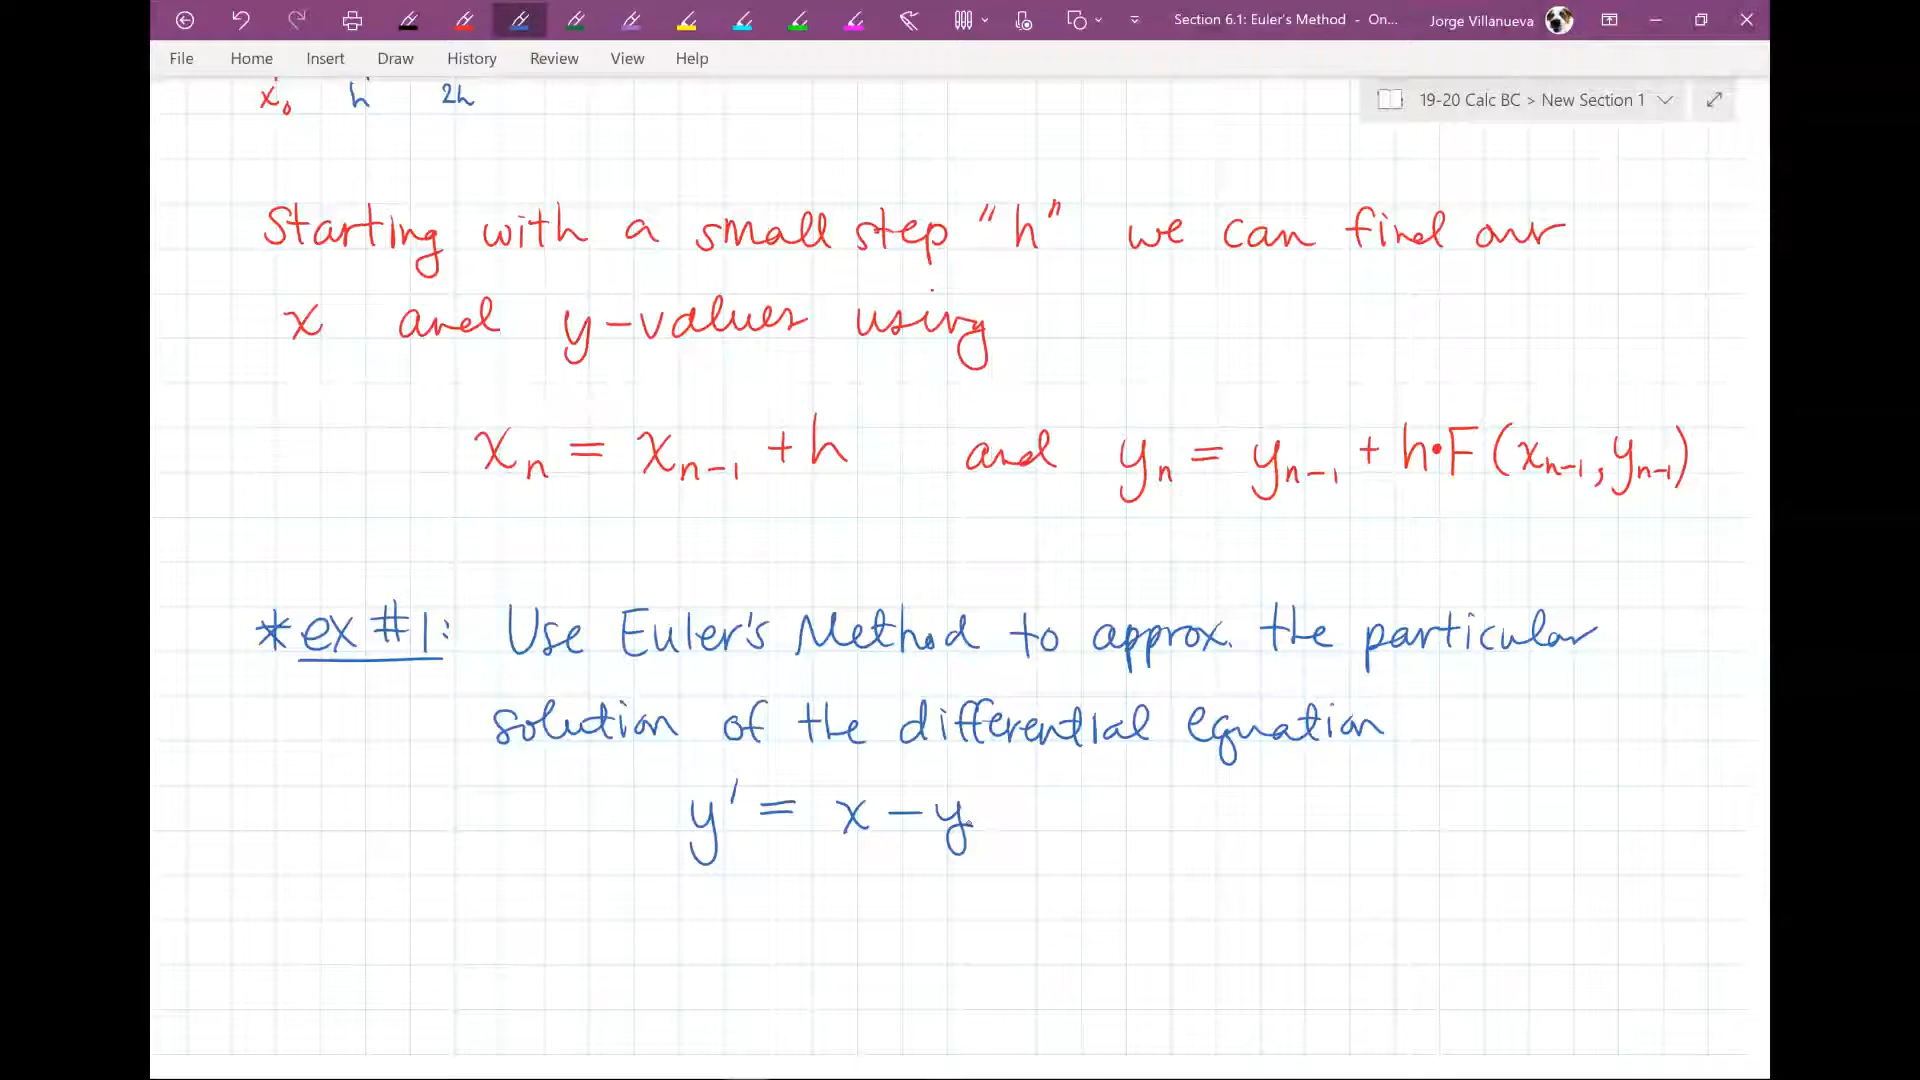 Section 6.1: Euler's Method - On...
Jorge Villanueva
File Home Insert Draw History Review View Help
19-20 Calc BC > New Section 1
x₀ h 2h
Starting with a small step "h" we can find our
x and y-values using
xₙ = xₙ₋₁ + h and yₙ = yₙ₋₁ + h•F(xₙ₋₁, yₙ₋₁)
*ex #1: Use Euler's Method to approx. the particular
solution of the differential equation
y' = x - y